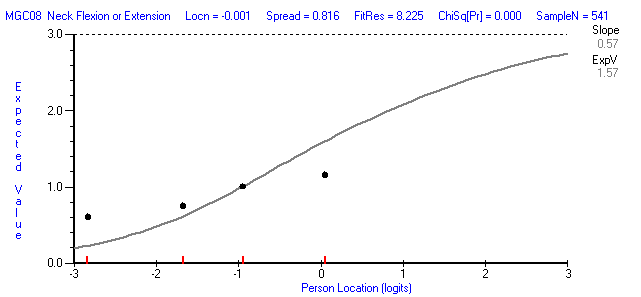 MGC08 Neck Flexion or Extension Locn = -0.001 Spread = 0.816 FitRes = 8.225 ChiSq[Pr] = 0.000 SampleN = 541
Slope
0.57
ExpV
1.57
Expected Value
3.0
2.0
1.0
0.0
-3 -2 -1 0 1 2 3
Person Location (logits)